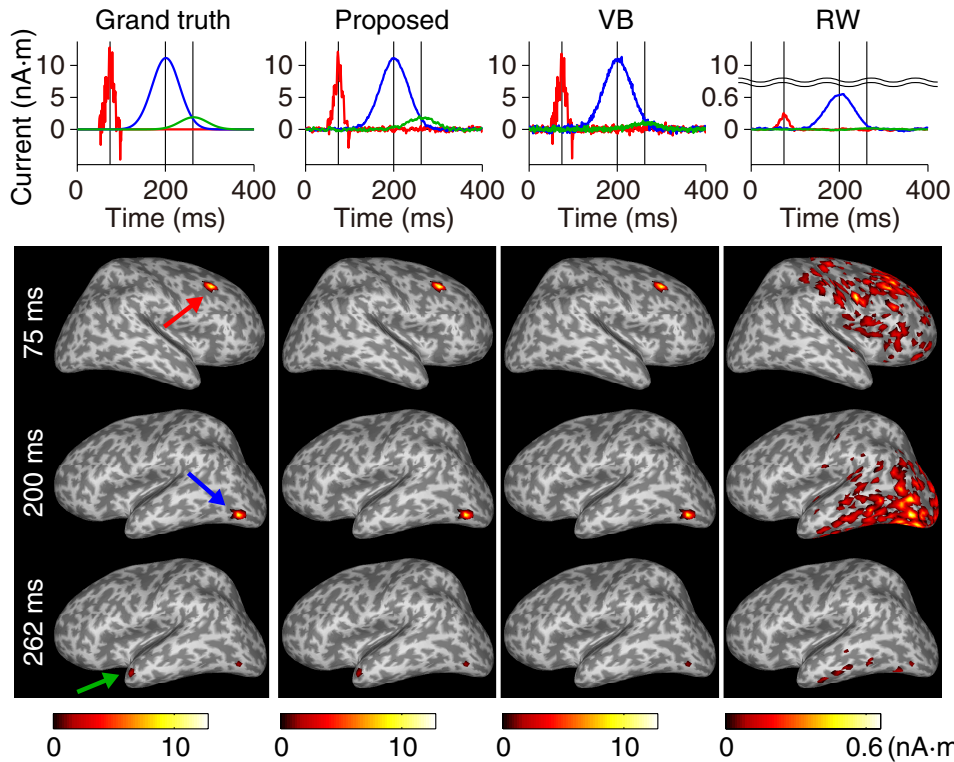 Grand truth Proposed VB RW
Current (nA·m)
10 10 10 10
5 5 5 0.6
0 0 0 0
0 200 400 0 200 400 0 200 400 0 200 400
Time (ms) Time (ms) Time (ms) Time (ms)
75 ms
200 ms
262 ms
0 10 0 10 0 10 0 0.6 (nA·m